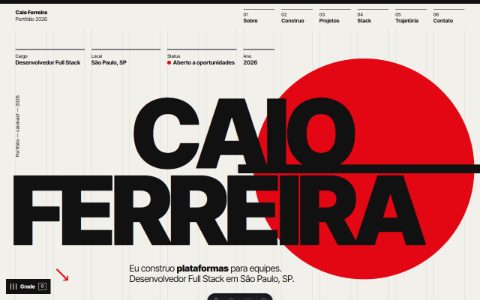 Caio Ferreira
Portfólio 2026
01
Sobre
02
Construo
03
Projetos
04
Stack
05
Trajetória
06
Contato
Cargo
Desenvolvedor Full Stack
Local
São Paulo, SP
Status
Aberto a oportunidades
Ano
2026
CAIO
FERREIRA
Eu construo plataformas para equipes.
Desenvolvedor Full Stack em São Paulo, SP.
Grade